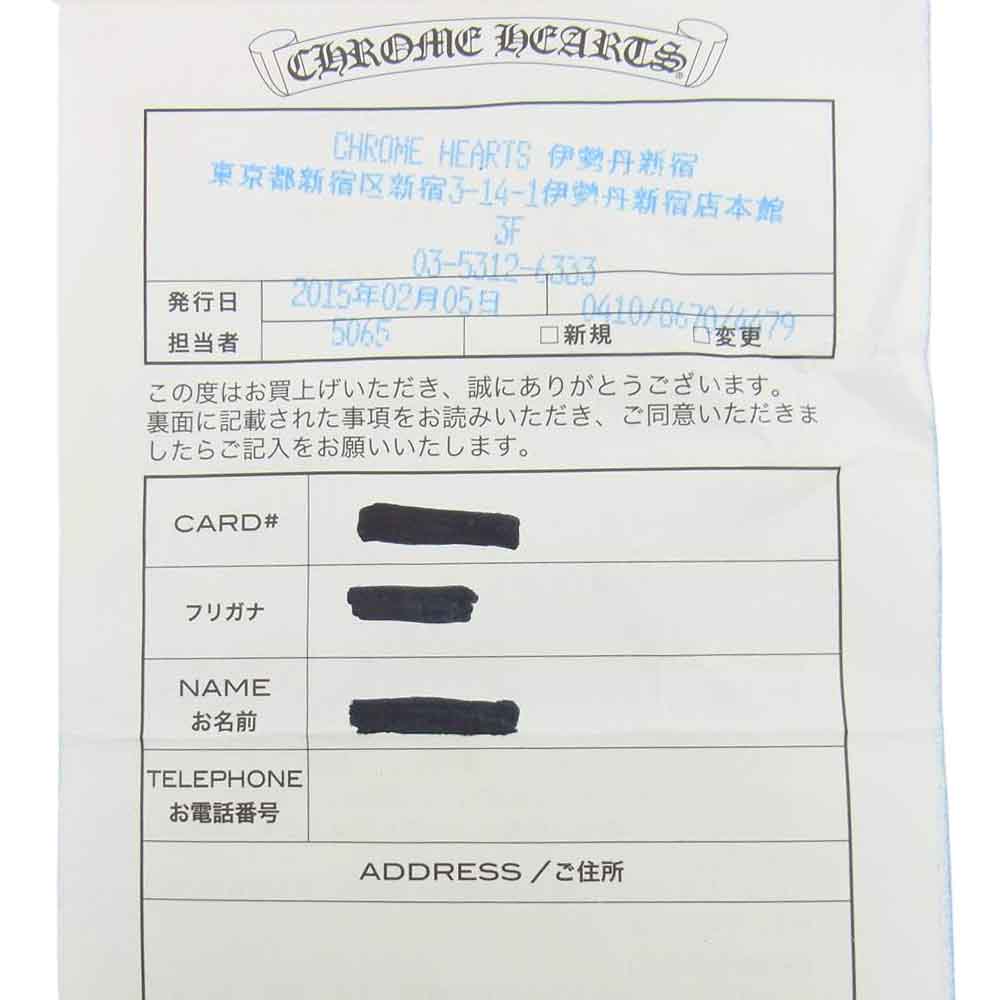 CHROME HEARTS®
CHROME HEARTS 伊勢丹新宿
東京都新宿区新宿3-14-1伊勢丹新宿店本館
3F
03-5312-6333
発行日 2015年02月05日 0410/8670/4479
担当者 5065 □新規 □変更
この度はお買上げいただき、誠にありがとうございます。
裏面に記載された事項をお読みいただき、ご同意いただきま
したらご記入をお願いいたします。
CARD#
フリガナ
NAME
お名前
TELEPHONE
お電話番号
ADDRESS /ご住所